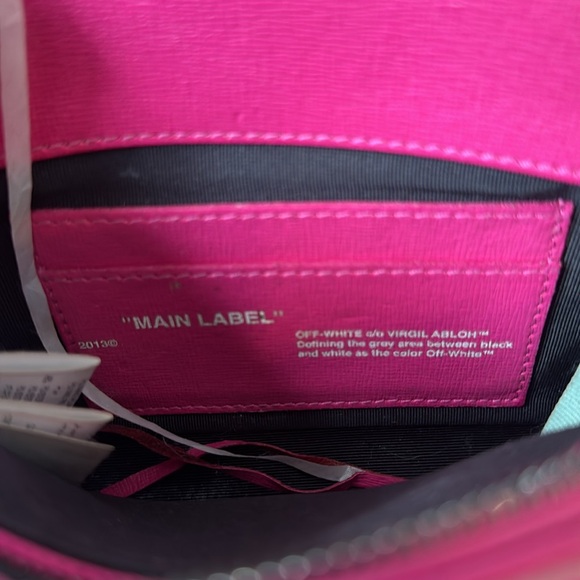 "MAIN LABEL"
2013©
OFF-WHITE c/o VIRGIL ABLOH™
Defining the gray area between black
and white as the color Off-White™